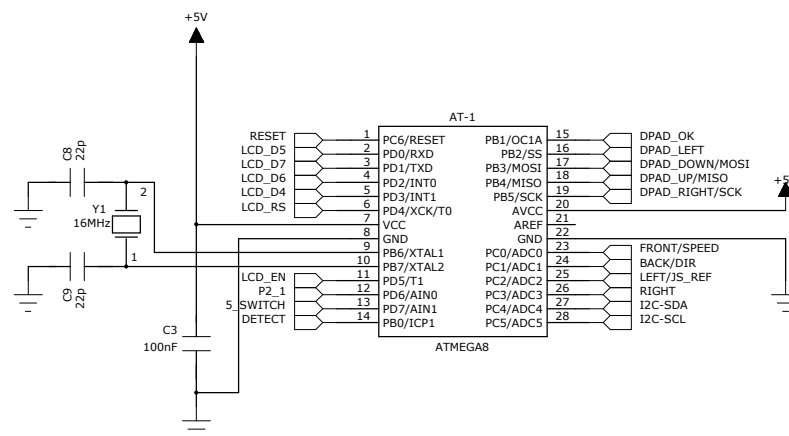 +5V
AT-1
RESET 1 PC6/RESET PB1/OC1A 15 DPAD_OK
LCD_D5 2 PD0/RXD PB2/SS 16 DPAD_LEFT
LCD_D7 3 PD1/TXD PB3/MOSI 17 DPAD_DOWN/MOSI
LCD_D6 4 PD2/INT0 PB4/MISO 18 DPAD_UP/MISO
LCD_D4 5 PD3/INT1 PB5/SCK 19 DPAD_RIGHT/SCK
LCD_RS 6 PD4/XCK/T0 AVCC 20 +5
7 VCC AREF 21
8 GND GND 22
9 PB6/XTAL1 PC0/ADC0 23 FRONT/SPEED
10 PB7/XTAL2 PC1/ADC1 24 BACK/DIR
LCD_EN 11 PD5/T1 PC2/ADC2 25 LEFT/JS_REF
P2_1 12 PD6/AIN0 PC3/ADC3 26 RIGHT
5_SWITCH 13 PD7/AIN1 PC4/ADC4 27 I2C-SDA
DETECT 14 PB0/ICP1 PC5/ADC5 28 I2C-SCL
ATMEGA8
C8
22p
2
Y1
16MHz
1
C9
22p
C3
100nF